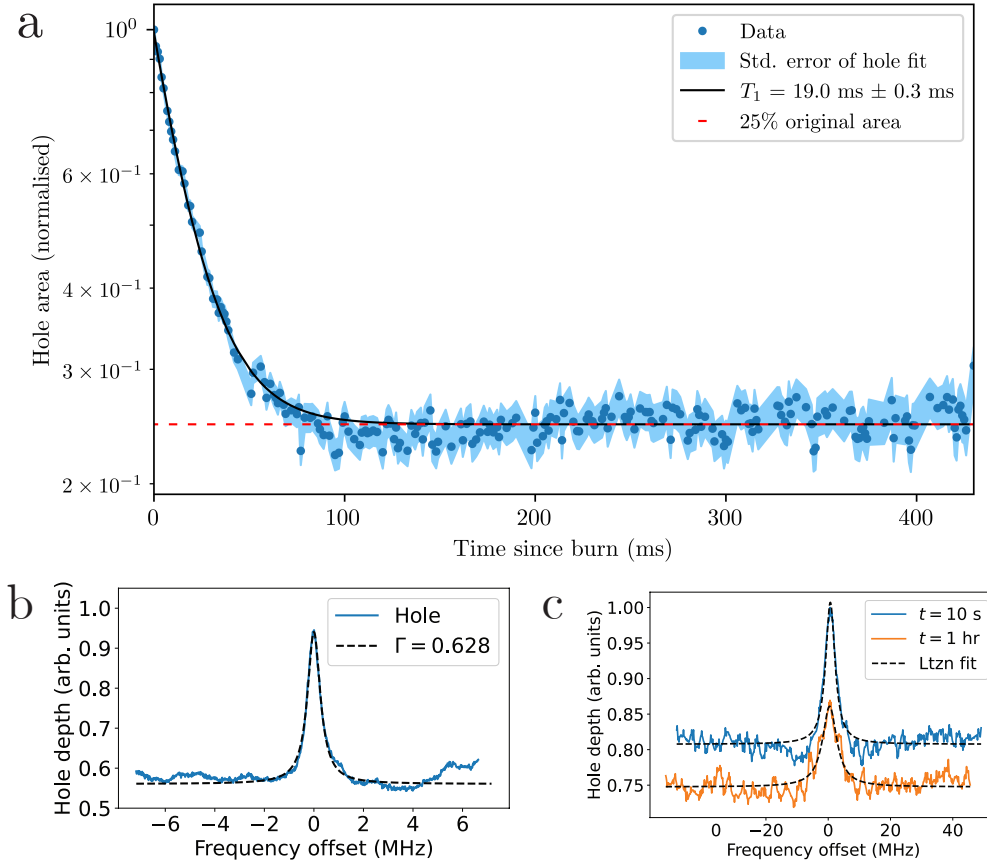 a
Data
Std. error of hole fit
T₁ = 19.0 ms ± 0.3 ms
25% original area
Hole area (normalised)
10⁰
6 × 10⁻¹
4 × 10⁻¹
3 × 10⁻¹
2 × 10⁻¹
0 100 200 300 400
Time since burn (ms)
b
Hole
Γ = 0.628
Hole depth (arb. units)
1.0
0.9
0.8
0.7
0.6
0.5
−6 −4 −2 0 2 4 6
Frequency offset (MHz)
c
t = 10 s
t = 1 hr
Ltzn fit
Hole depth (arb. units)
1.00
0.95
0.90
0.85
0.80
0.75
0 −20 0 20 40
Frequency offset (MHz)